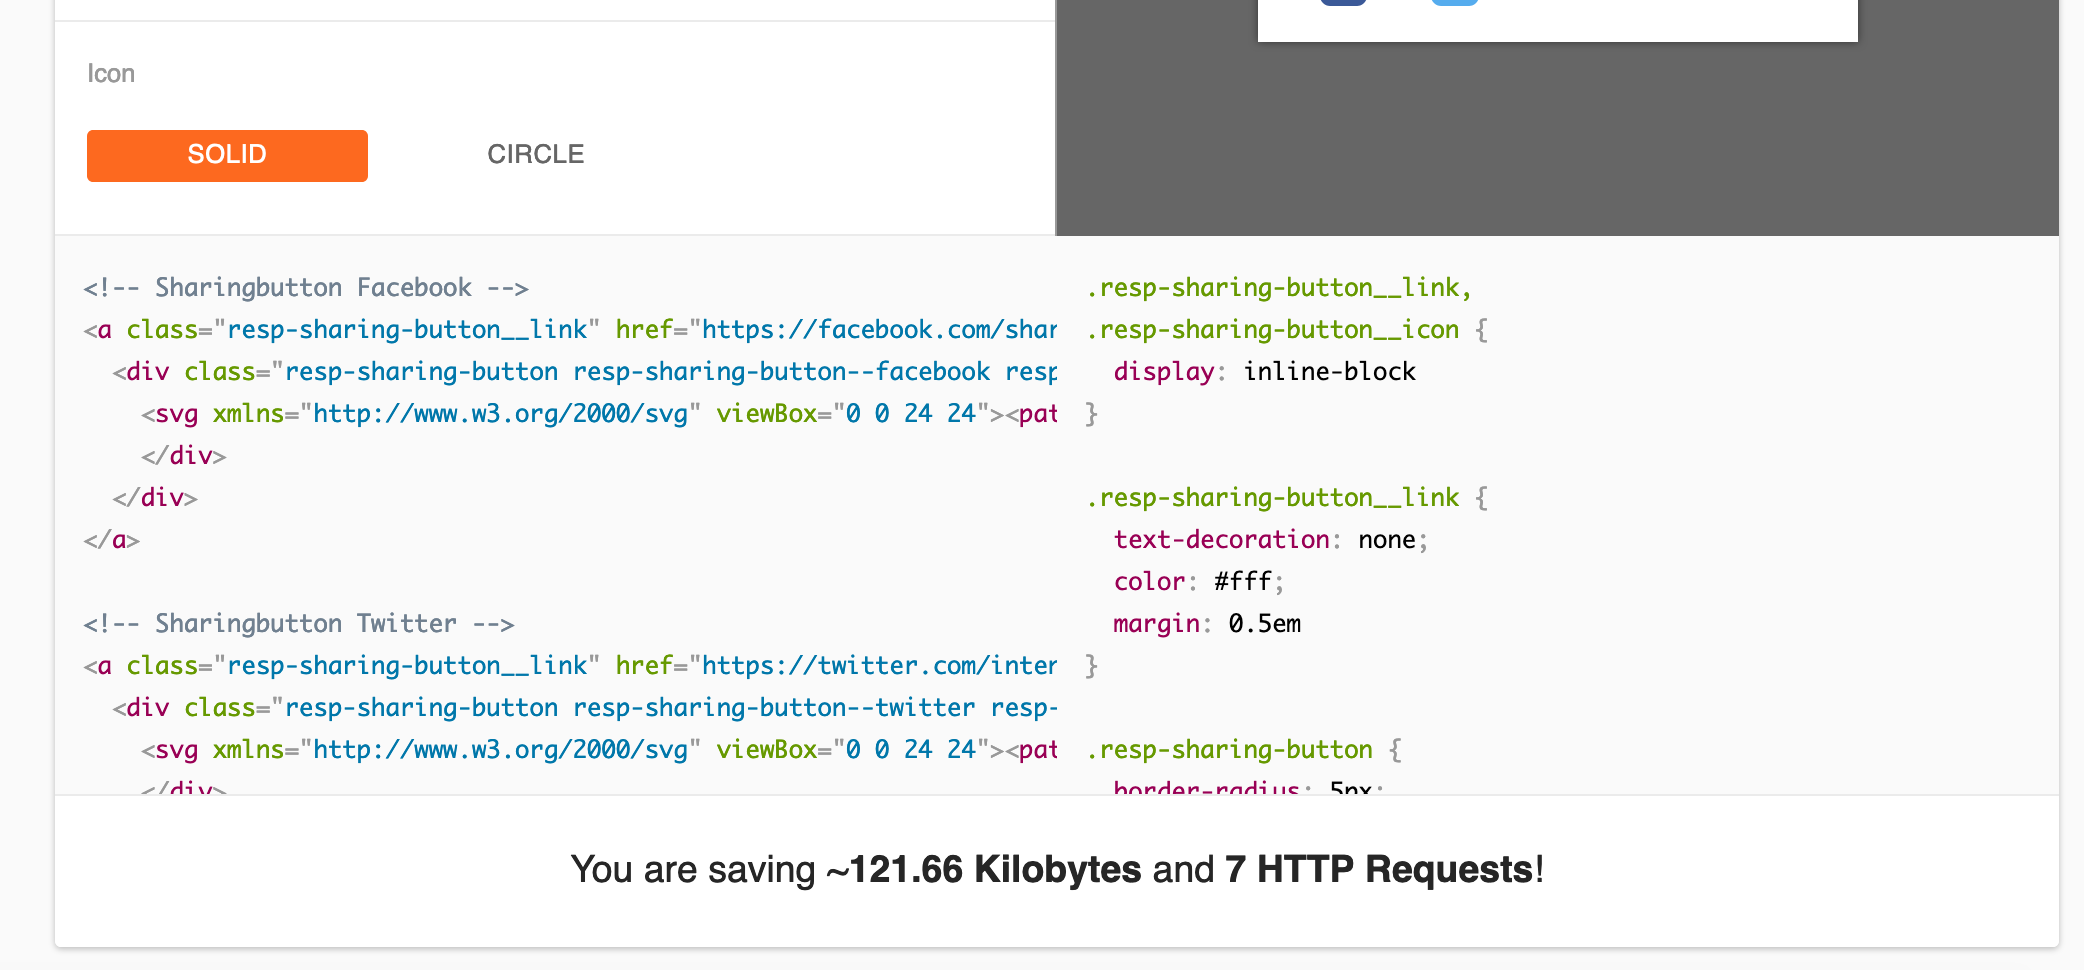 Icon
SOLID
CIRCLE
<!-- Sharingbutton Facebook -->
<a class="resp-sharing-button__link" href="https://facebook.com/shar
<div class="resp-sharing-button resp-sharing-button--facebook resp
<svg xmlns="http://www.w3.org/2000/svg" viewBox="0 0 24 24"><pat
</div>
</div>
</a>
<!-- Sharingbutton Twitter -->
<a class="resp-sharing-button__link" href="https://twitter.com/inter
<div class="resp-sharing-button resp-sharing-button--twitter resp-
<svg xmlns="http://www.w3.org/2000/svg" viewBox="0 0 24 24"><pat
</div>
.resp-sharing-button__link,
.resp-sharing-button__icon {
display: inline-block
}
.resp-sharing-button__link {
text-decoration: none;
color: #fff;
margin: 0.5em
}
.resp-sharing-button {
border-radius: 5px;
You are saving ~121.66 Kilobytes and 7 HTTP Requests!